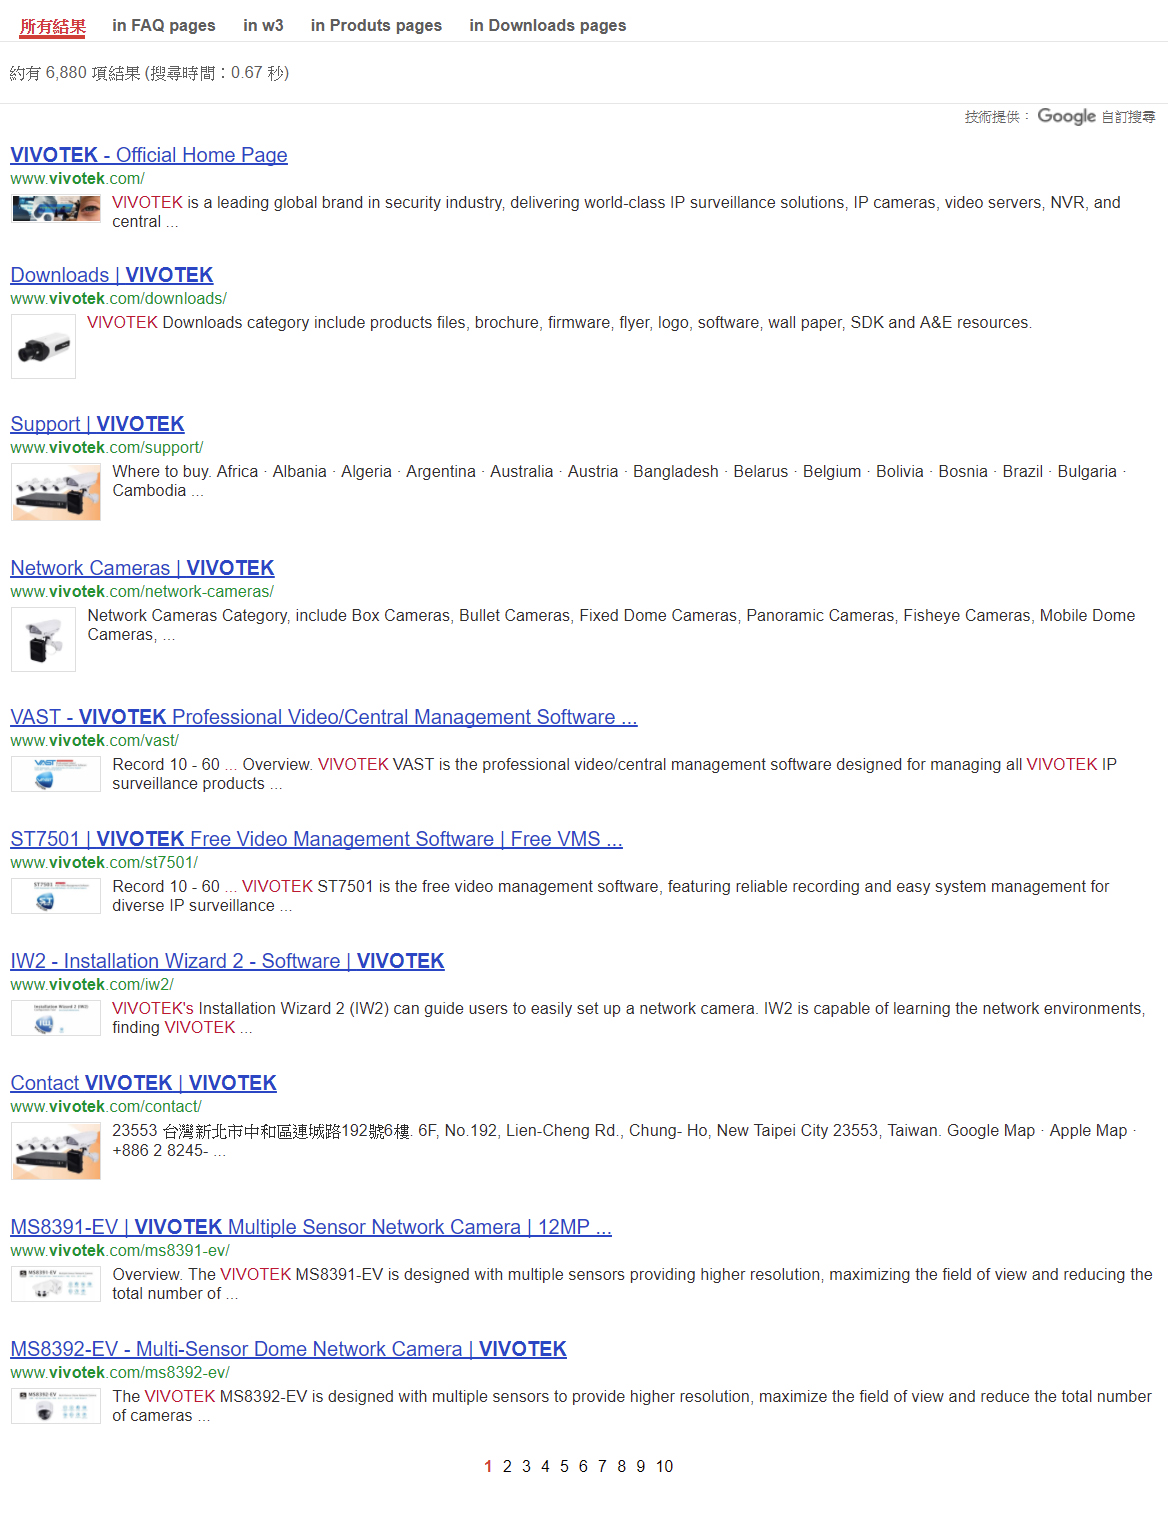 所有結果 in FAQ pages in w3 in Produts pages in Downloads pages
約有 6,880 項結果 (搜尋時間：0.67 秒)
技術提供： Google 自訂搜尋
VIVOTEK - Official Home Page
www.vivotek.com/
VIVOTEK is a leading global brand in security industry, delivering world-class IP surveillance solutions, IP cameras, video servers, NVR, and
central ...
Downloads | VIVOTEK
www.vivotek.com/downloads/
VIVOTEK Downloads category include products files, brochure, firmware, flyer, logo, software, wall paper, SDK and A&E resources.
Support | VIVOTEK
www.vivotek.com/support/
Where to buy. Africa · Albania · Algeria · Argentina · Australia · Austria · Bangladesh · Belarus · Belgium · Bolivia · Bosnia · Brazil · Bulgaria ·
Cambodia ...
Network Cameras | VIVOTEK
www.vivotek.com/network-cameras/
Network Cameras Category, include Box Cameras, Bullet Cameras, Fixed Dome Cameras, Panoramic Cameras, Fisheye Cameras, Mobile Dome
Cameras, ...
VAST - VIVOTEK Professional Video/Central Management Software ...
www.vivotek.com/vast/
VAST
Record 10 - 60 ... Overview. VIVOTEK VAST is the professional video/central management software designed for managing all VIVOTEK IP
surveillance products ...
ST7501 | VIVOTEK Free Video Management Software | Free VMS ...
www.vivotek.com/st7501/
ST7501
Record 10 - 60 ... VIVOTEK ST7501 is the free video management software, featuring reliable recording and easy system management for
diverse IP surveillance ...
IW2 - Installation Wizard 2 - Software | VIVOTEK
www.vivotek.com/iw2/
Installation Wizard 2 (IW2)
VIVOTEK's Installation Wizard 2 (IW2) can guide users to easily set up a network camera. IW2 is capable of learning the network environments,
finding VIVOTEK ...
Contact VIVOTEK | VIVOTEK
www.vivotek.com/contact/
23553 台灣新北市中和區連城路192號6樓. 6F, No.192, Lien-Cheng Rd., Chung- Ho, New Taipei City 23553, Taiwan. Google Map · Apple Map ·
+886 2 8245- ...
MS8391-EV | VIVOTEK Multiple Sensor Network Camera | 12MP ...
www.vivotek.com/ms8391-ev/
MS8391-EV
Overview. The VIVOTEK MS8391-EV is designed with multiple sensors providing higher resolution, maximizing the field of view and reducing the
total number of ...
MS8392-EV - Multi-Sensor Dome Network Camera | VIVOTEK
www.vivotek.com/ms8392-ev/
MS8392-EV
The VIVOTEK MS8392-EV is designed with multiple sensors to provide higher resolution, maximize the field of view and reduce the total number
of cameras ...
1 2 3 4 5 6 7 8 9 10